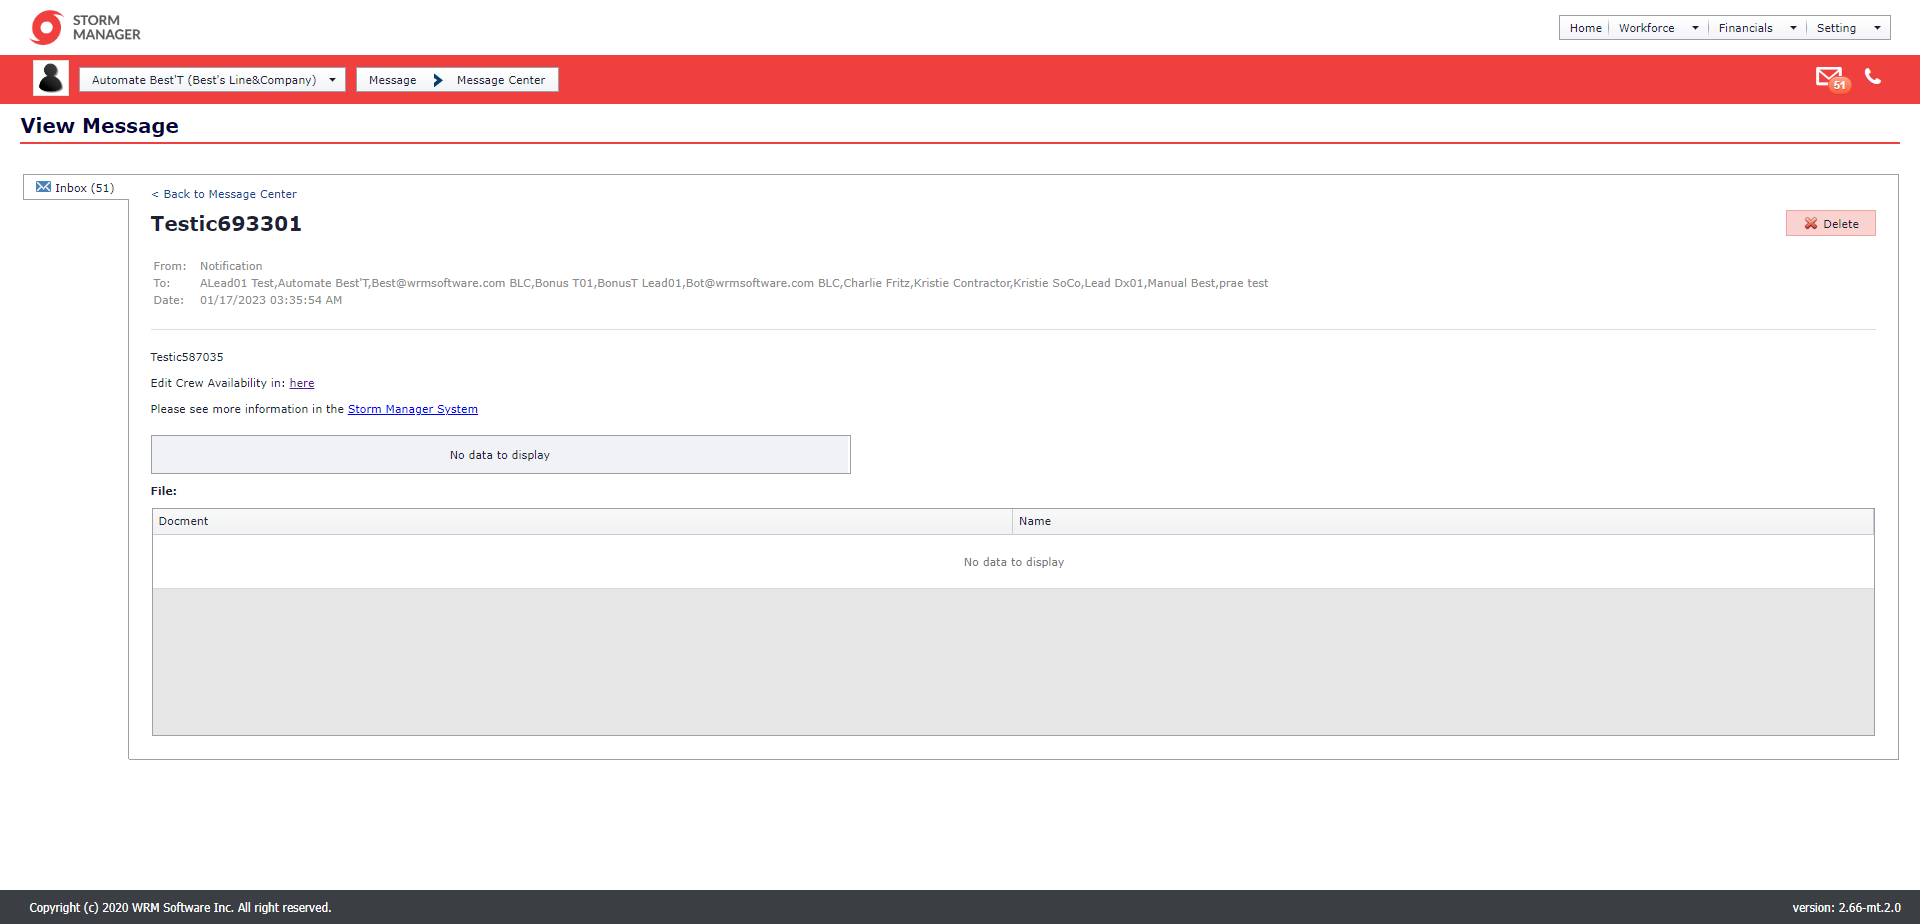 STORM
MANAGER
Home Workforce Financials Setting
Automate Best'T (Best's Line&Company) Message Message Center 51
View Message
Inbox (51)
< Back to Message Center
Testic693301
Delete
From: Notification
To: ALead01 Test,Automate Best'T,Best@wrmsoftware.com BLC,Bonus T01,BonusT Lead01,Bot@wrmsoftware.com BLC,Charlie Fritz,Kristie Contractor,Kristie SoCo,Lead Dx01,Manual Best,prae test
Date: 01/17/2023 03:35:54 AM
Testic587035
Edit Crew Availability in: here
Please see more information in the Storm Manager System
No data to display
File:
Docment Name
No data to display
Copyright (c) 2020 WRM Software Inc. All right reserved. version: 2.66-mt.2.0